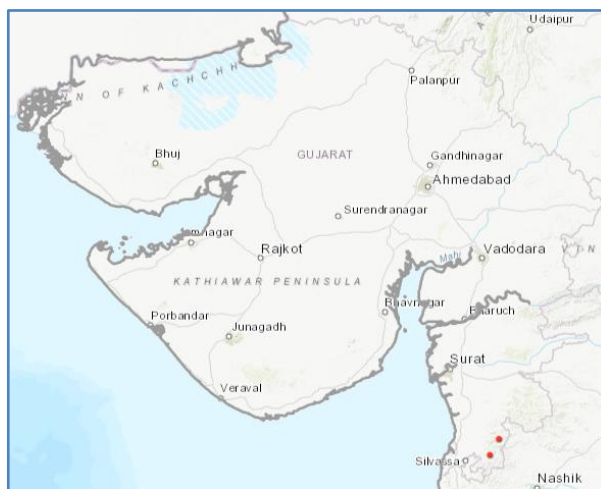 Udaipur
N OF KACHCHH
Palanpur
Bhuj
GUJARAT
Gandhinagar
Ahmedabad
Surendranagar
mnagar
Rajkot
Mahi
Vadodara
KATHIAWAR PENINSULA
Bhavnagar
Porbandar
Junagadh
Bharuch
Surat
Veraval
Silvassa
Nashik